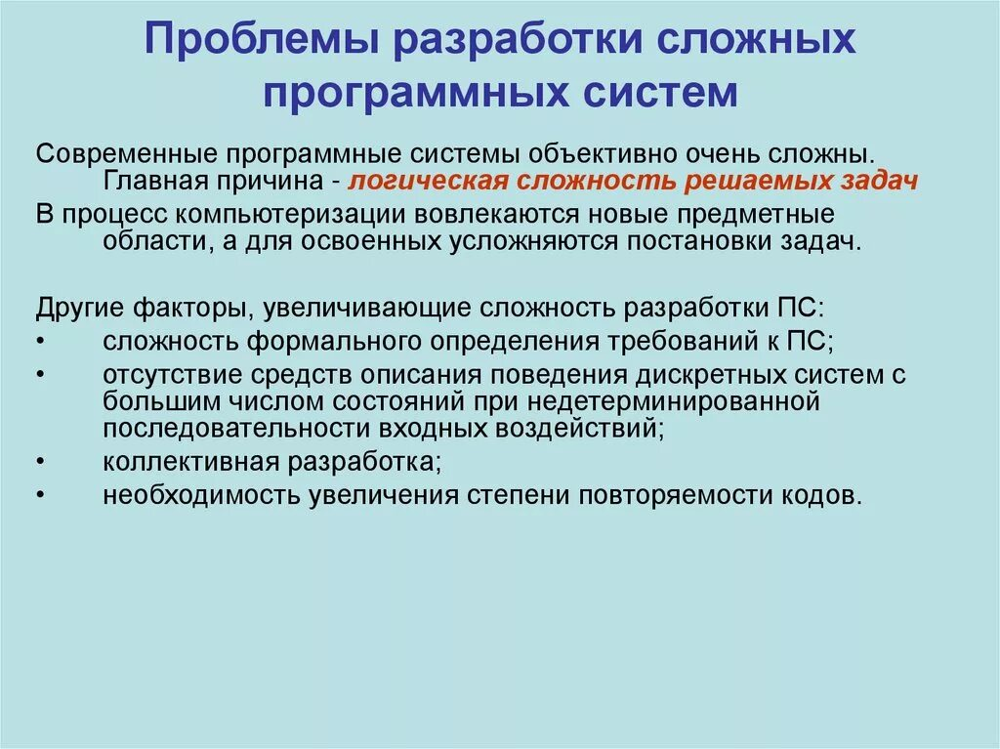 Проблемы разработки сложных
программных систем
Современные программные системы объективно очень сложны.
Главная причина - логическая сложность решаемых задач
В процесс компьютеризации вовлекаются новые предметные
области, а для освоенных усложняются постановки задач.
Другие факторы, увеличивающие сложность разработки ПС:
• сложность формального определения требований к ПС;
• отсутствие средств описания поведения дискретных систем с
большим числом состояний при недетерминированной
последовательности входных воздействий;
• коллективная разработка;
• необходимость увеличения степени повторяемости кодов.